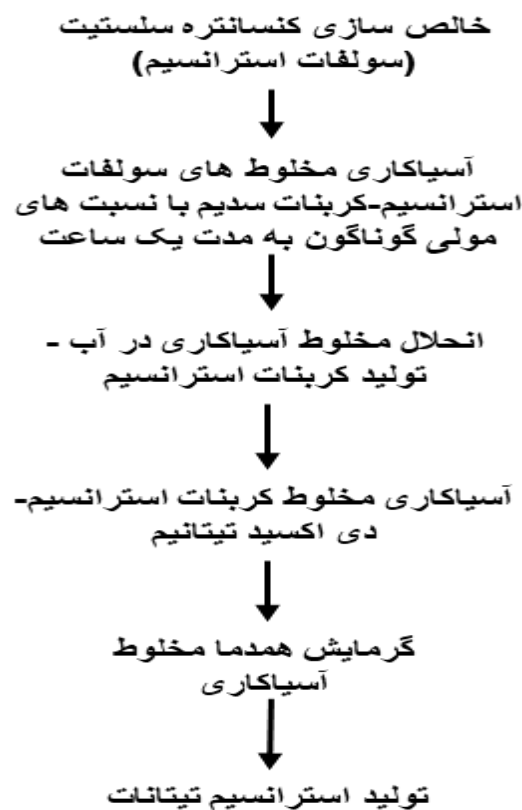 خالص سازی کنسانتره سلستیت
(سولفات استرانسیم)
آسیاکاری مخلوط های سولفات
استرانسیم-کربنات سدیم با نسبت های
مولی گوناگون به مدت یک ساعت
انحلال مخلوط آسیاکاری در آب -
تولید کربنات استرانسیم
آسیاکاری مخلوط کربنات استرانسیم-
دی اکسید تیتانیم
گرمایش همدما مخلوط
آسیاکاری
تولید استرانسیم تیتانات